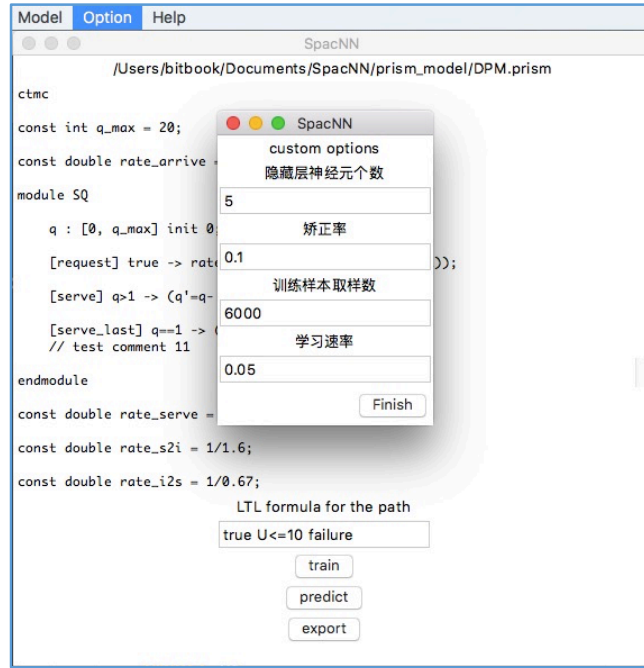 Model Option Help
SpacNN
/Users/bitbook/Documents/SpacNN/prism_model/DPM.prism
ctmc
const int q_max = 20;
const double rate_arrive =
module SQ
q : [0, q_max] init 0
[request] true -> rat
));
[serve] q>1 -> (q'=q-
[serve_last] q==1 -> (
// test comment 11
endmodule
const double rate_serve =
const double rate_s2i = 1/1.6;
const double rate_i2s = 1/0.67;
SpacNN
custom options
隐藏层神经元个数
5
矫正率
0.1
训练样本取样数
6000
学习速率
0.05
Finish
LTL formula for the path
true U<=10 failure
train
predict
export